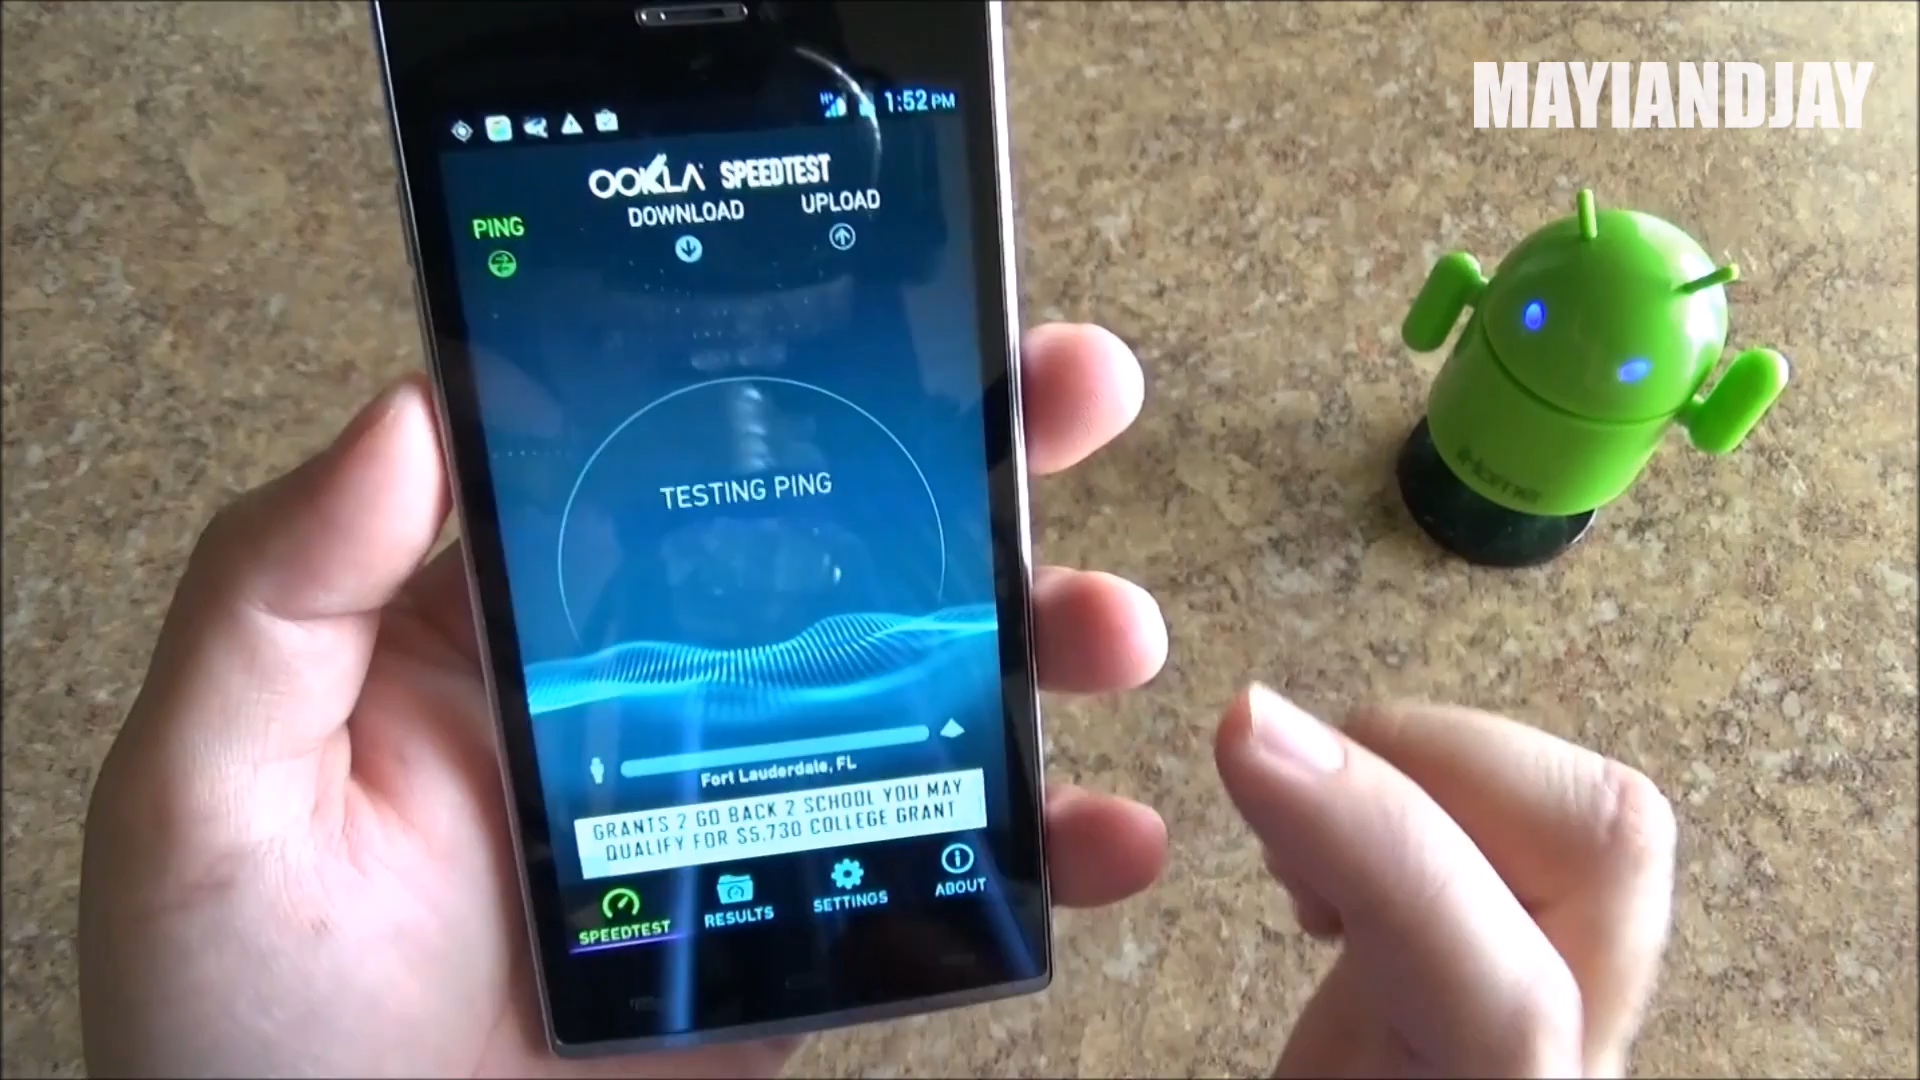 MAYIANDJAY
H+ 1:52 PM
OOKLA SPEEDTEST
PING
DOWNLOAD
UPLOAD
TESTING PING
Fort Lauderdale, FL
GRANTS 2 GO BACK 2 SCHOOL YOU MAY
QUALIFY FOR $5,730 COLLEGE GRANT
SPEEDTEST
RESULTS
SETTINGS
ABOUT
iHome